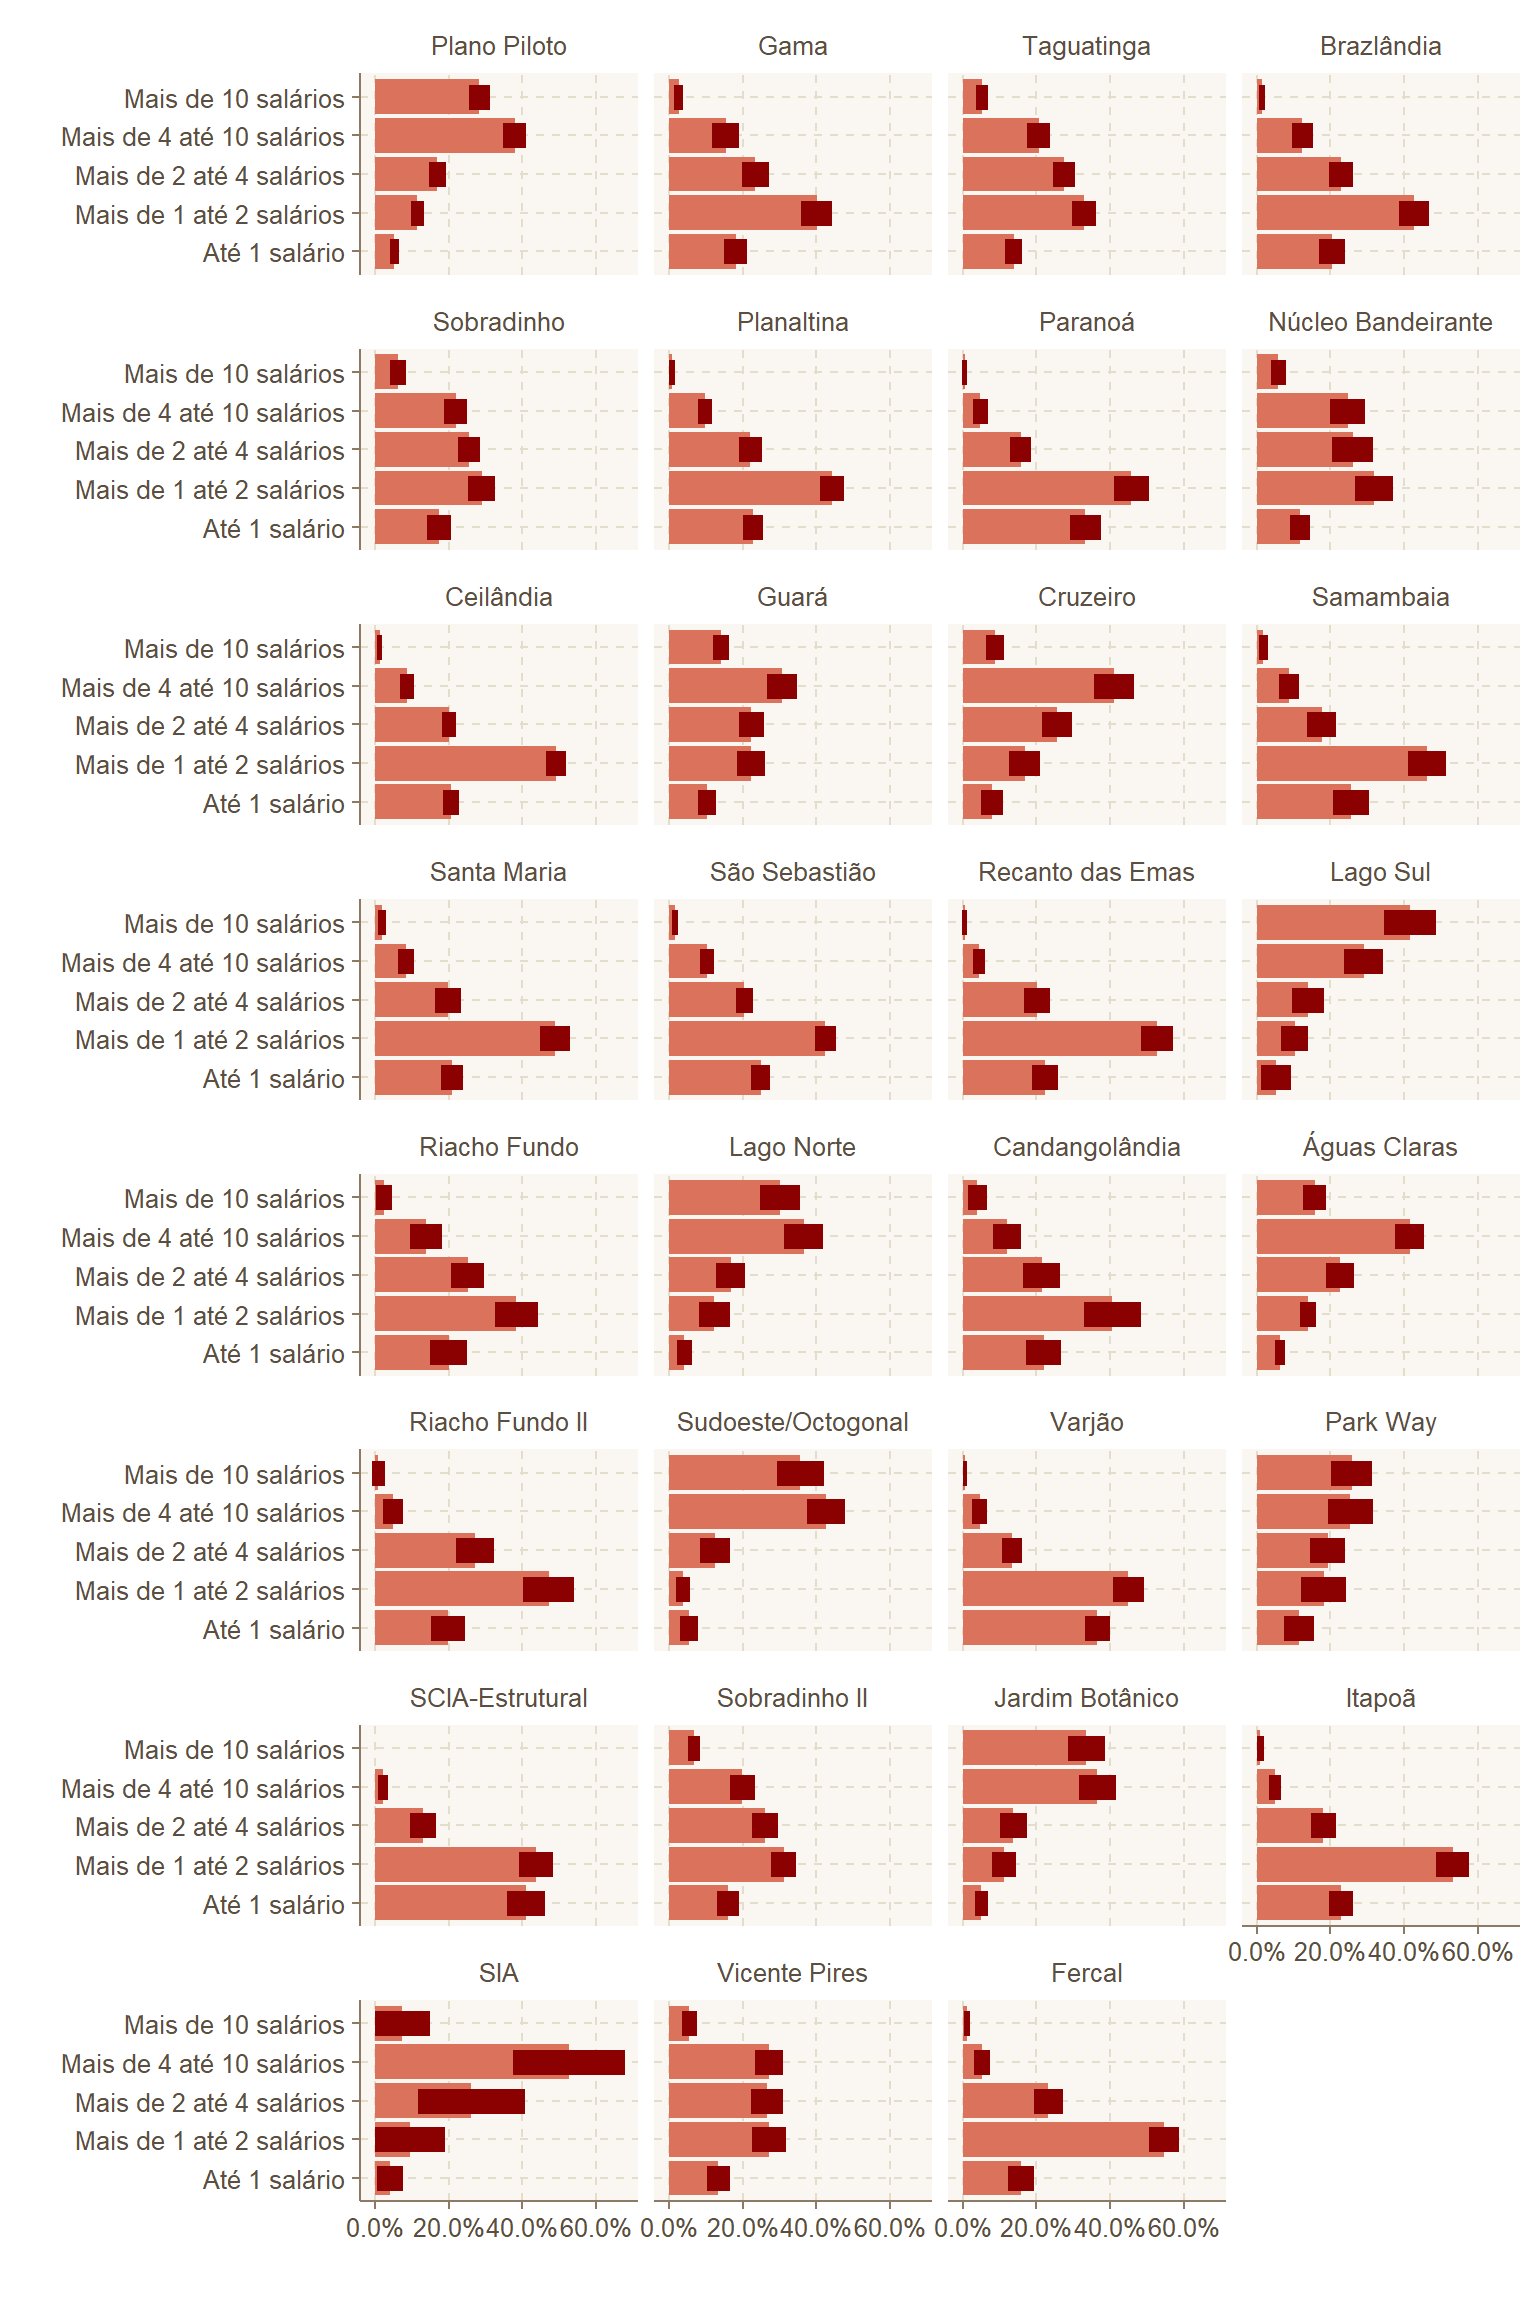 Plano Piloto Gama Taguatinga Brazlândia
Mais de 10 salários
Mais de 4 até 10 salários
Mais de 2 até 4 salários
Mais de 1 até 2 salários
Até 1 salário
Sobradinho Planaltina Paranoá Núcleo Bandeirante
Mais de 10 salários
Mais de 4 até 10 salários
Mais de 2 até 4 salários
Mais de 1 até 2 salários
Até 1 salário
Ceilândia Guará Cruzeiro Samambaia
Mais de 10 salários
Mais de 4 até 10 salários
Mais de 2 até 4 salários
Mais de 1 até 2 salários
Até 1 salário
Santa Maria São Sebastião Recanto das Emas Lago Sul
Mais de 10 salários
Mais de 4 até 10 salários
Mais de 2 até 4 salários
Mais de 1 até 2 salários
Até 1 salário
Riacho Fundo Lago Norte Candangolândia Águas Claras
Mais de 10 salários
Mais de 4 até 10 salários
Mais de 2 até 4 salários
Mais de 1 até 2 salários
Até 1 salário
Riacho Fundo II Sudoeste/Octogonal Varjão Park Way
Mais de 10 salários
Mais de 4 até 10 salários
Mais de 2 até 4 salários
Mais de 1 até 2 salários
Até 1 salário
SCIA-Estrutural Sobradinho II Jardim Botânico Itapoã
Mais de 10 salários
Mais de 4 até 10 salários
Mais de 2 até 4 salários
Mais de 1 até 2 salários
Até 1 salário
0.0% 20.0% 40.0% 60.0%
SIA Vicente Pires Fercal
Mais de 10 salários
Mais de 4 até 10 salários
Mais de 2 até 4 salários
Mais de 1 até 2 salários
Até 1 salário
0.0% 20.0% 40.0% 60.0% 0.0% 20.0% 40.0% 60.0% 0.0% 20.0% 40.0% 60.0%